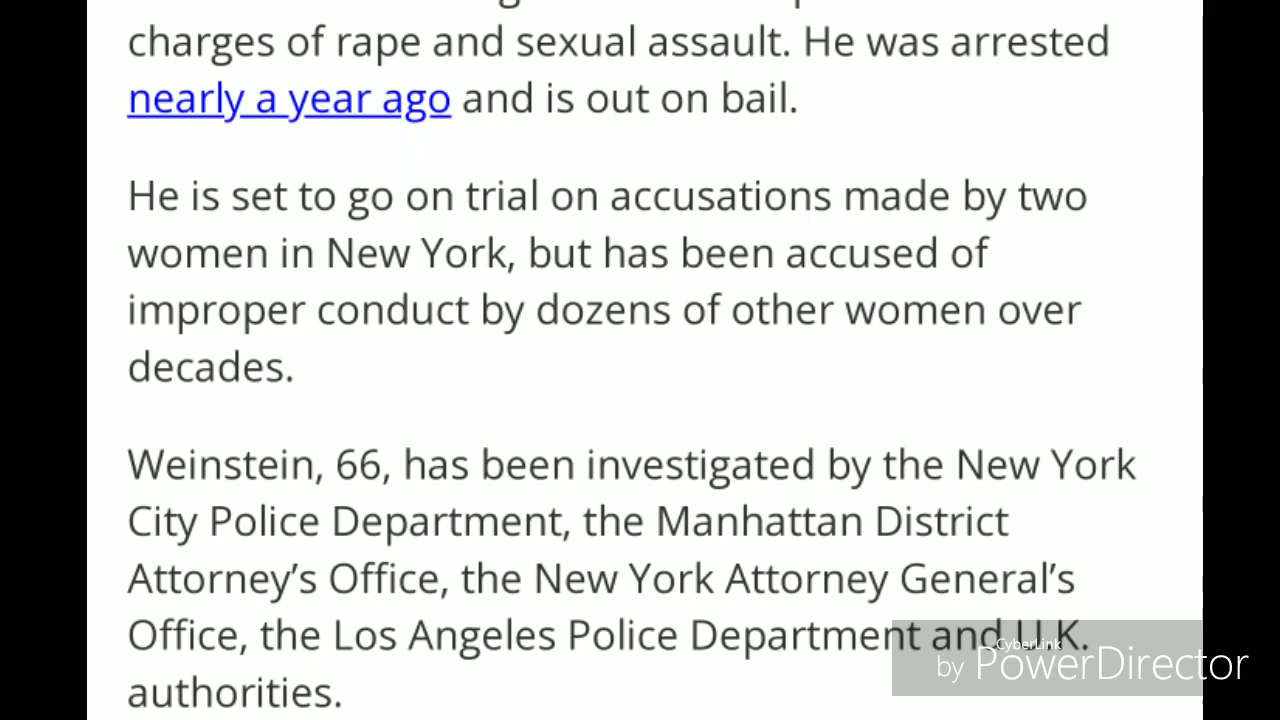 charges of rape and sexual assault. He was arrested
nearly a year ago and is out on bail.
He is set to go on trial on accusations made by two
women in New York, but has been accused of
improper conduct by dozens of other women over
decades.
Weinstein, 66, has been investigated by the New York
City Police Department, the Manhattan District
Attorney’s Office, the New York Attorney General’s
Office, the Los Angeles Police Department and U.K.
authorities.
CyberLink
by PowerDirector